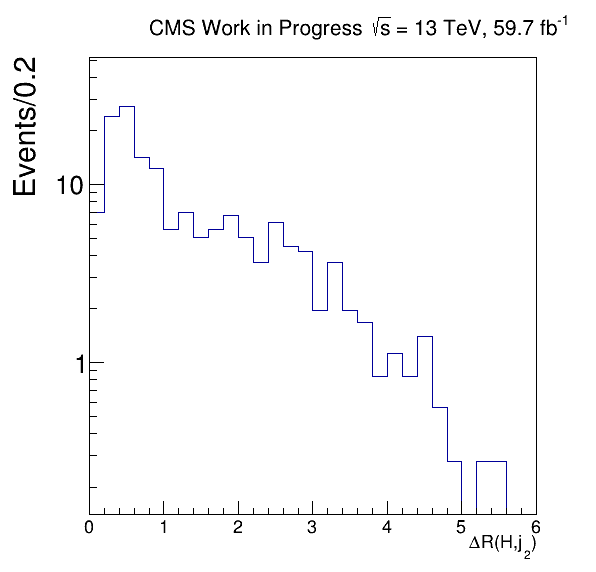 CMS Work in Progress √s = 13 TeV, 59.7 fb⁻¹
Events/0.2
10
1
0 1 2 3 4 5 6
ΔR(H,j₂)